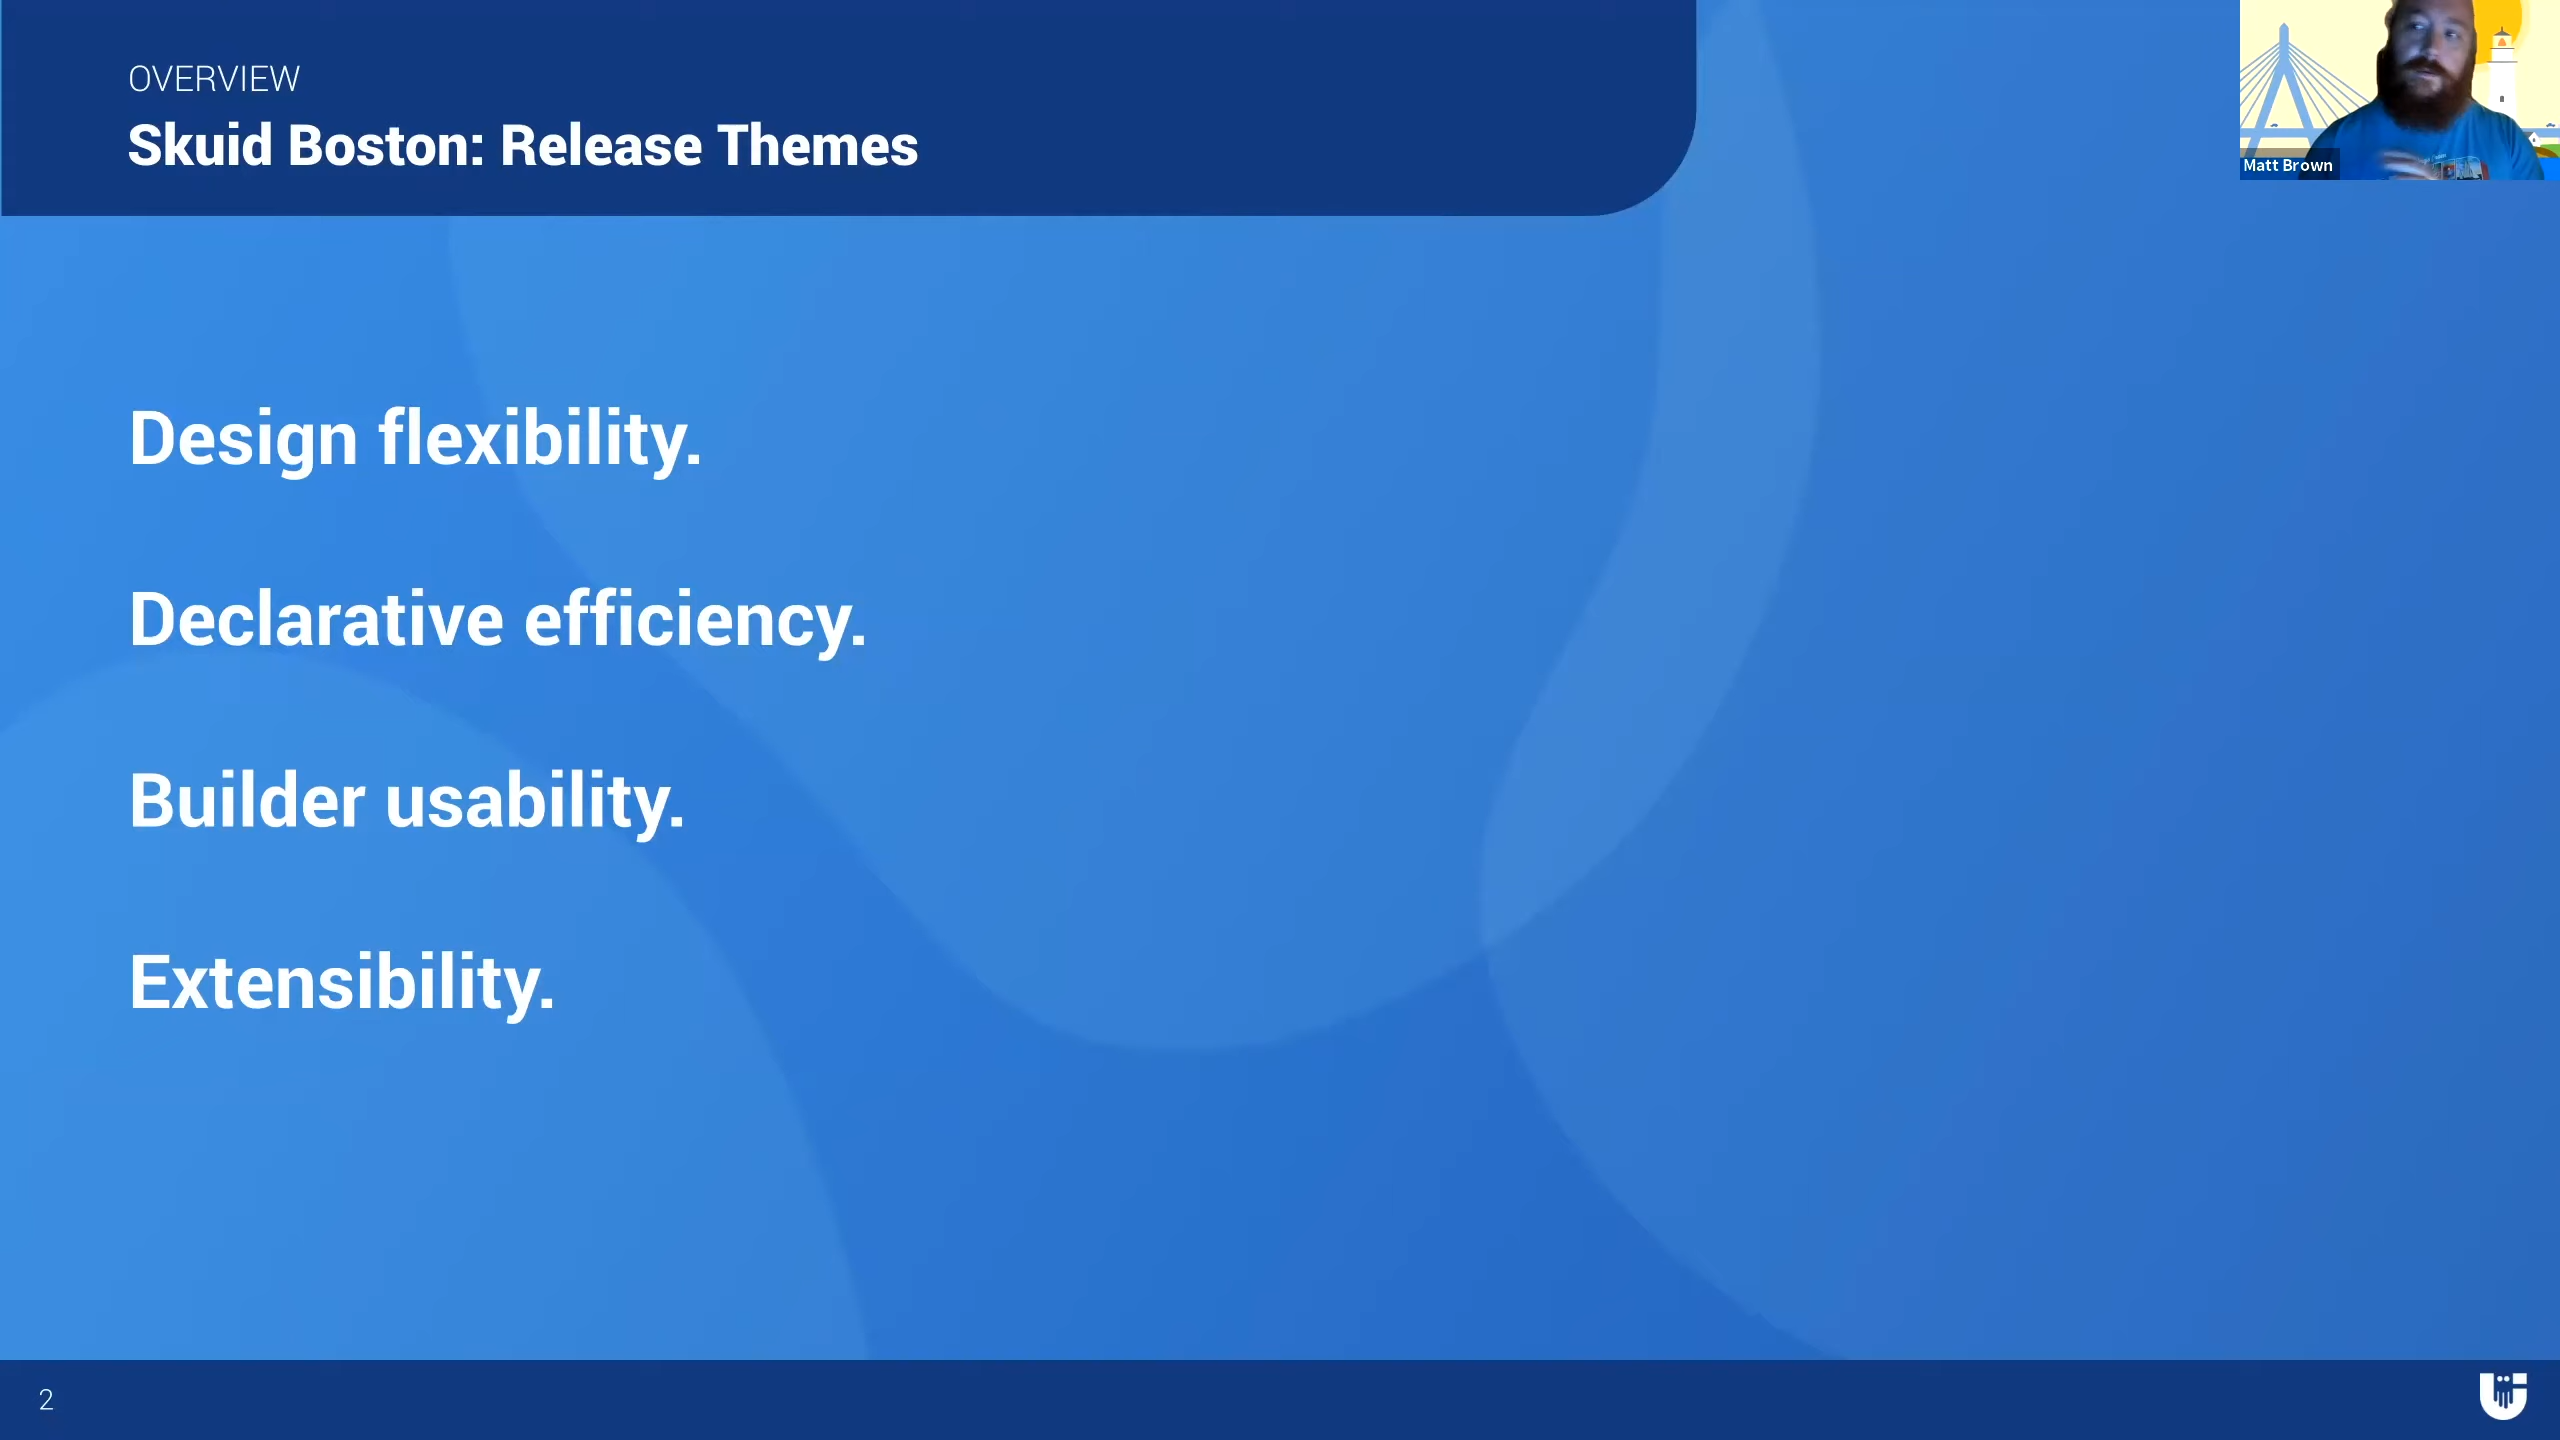 OVERVIEW
Skuid Boston: Release Themes
Matt Brown
Design flexibility.
Declarative efficiency.
Builder usability.
Extensibility.
2